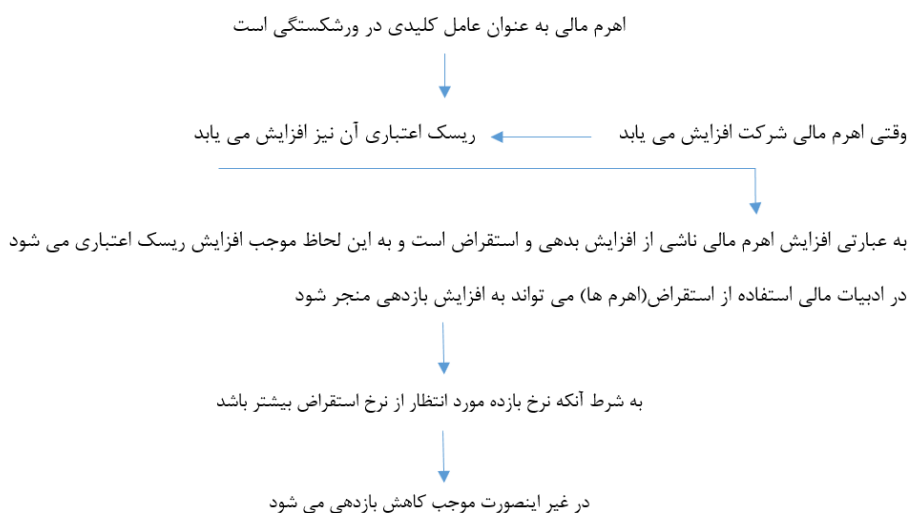 اهرم مالی به عنوان عامل کلیدی در ورشکستگی است
وقتی اهرم مالی شرکت افزایش می یابد
ریسک اعتباری آن نیز افزایش می یابد
به عبارتی افزایش اهرم مالی ناشی از افزایش بدهی و استقراض است و به این لحاظ موجب افزایش ریسک اعتباری می شود
در ادبیات مالی استفاده از استقراض(اهرم ها) می تواند به افزایش بازدهی منجر شود
به شرط آنکه نرخ بازده مورد انتظار از نرخ استقراض بیشتر باشد
در غیر اینصورت موجب کاهش بازدهی می شود